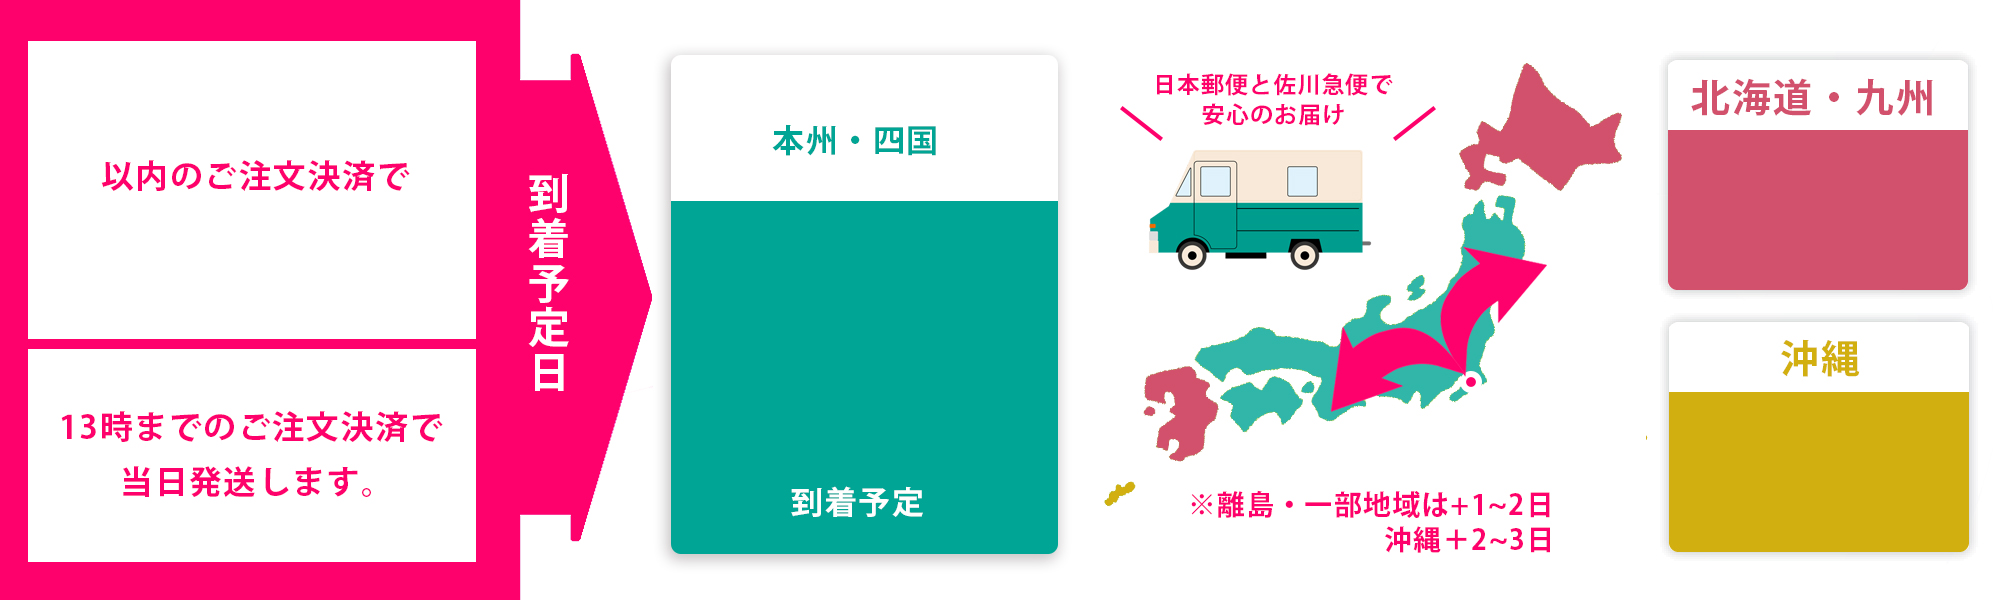 以内のご注文決済で
13時までのご注文決済で
当日発送します。
到着予定日
本州・四国
到着予定
日本郵便と佐川急便で
安心のお届け
※離島・一部地域は+1~2日
沖縄＋2~3日
北海道・九州
沖縄